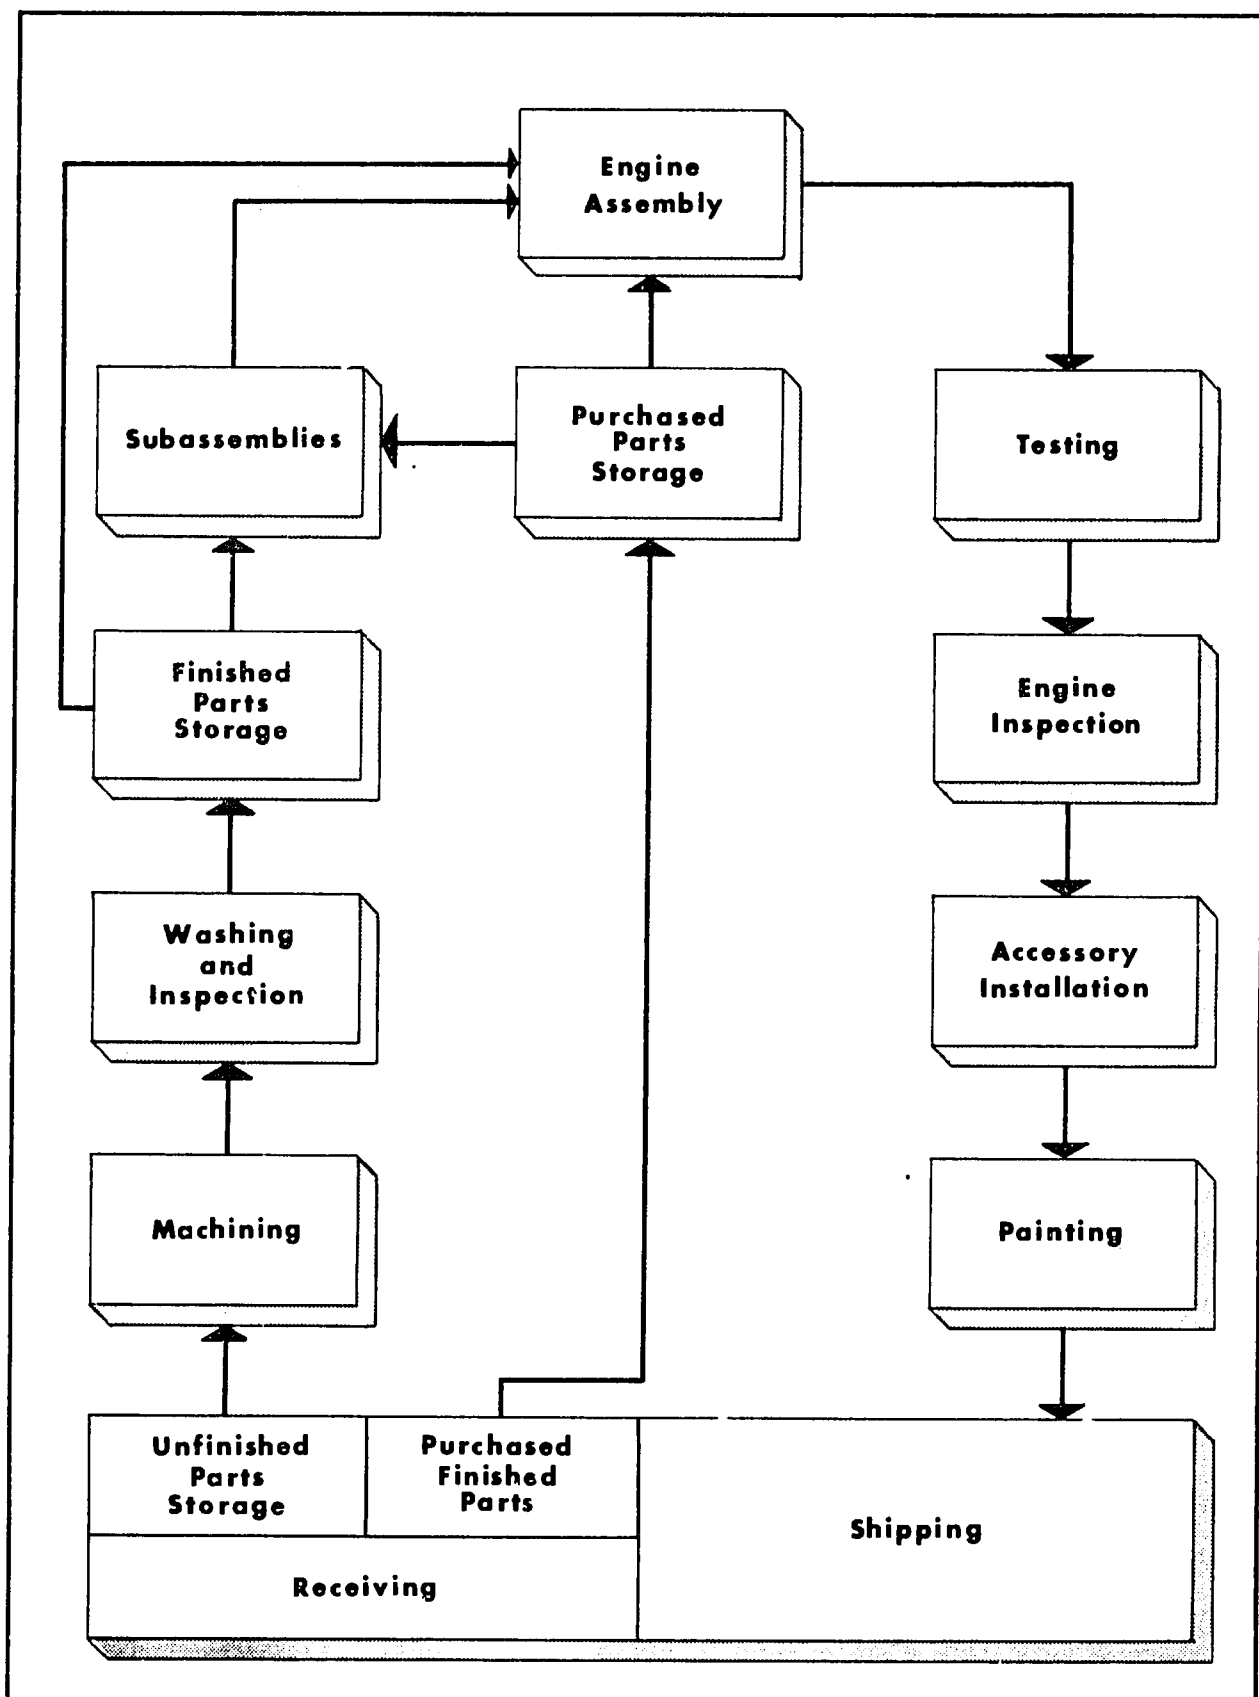 Engine
Assembly
Subassemblies
Purchased
Parts
Storage
Testing
Finished
Parts
Storage
Engine
Inspection
Washing
and
Inspection
Accessory
Installation
Machining
Painting
Unfinished
Parts
Storage
Purchased
Finished
Parts
Shipping
Receiving